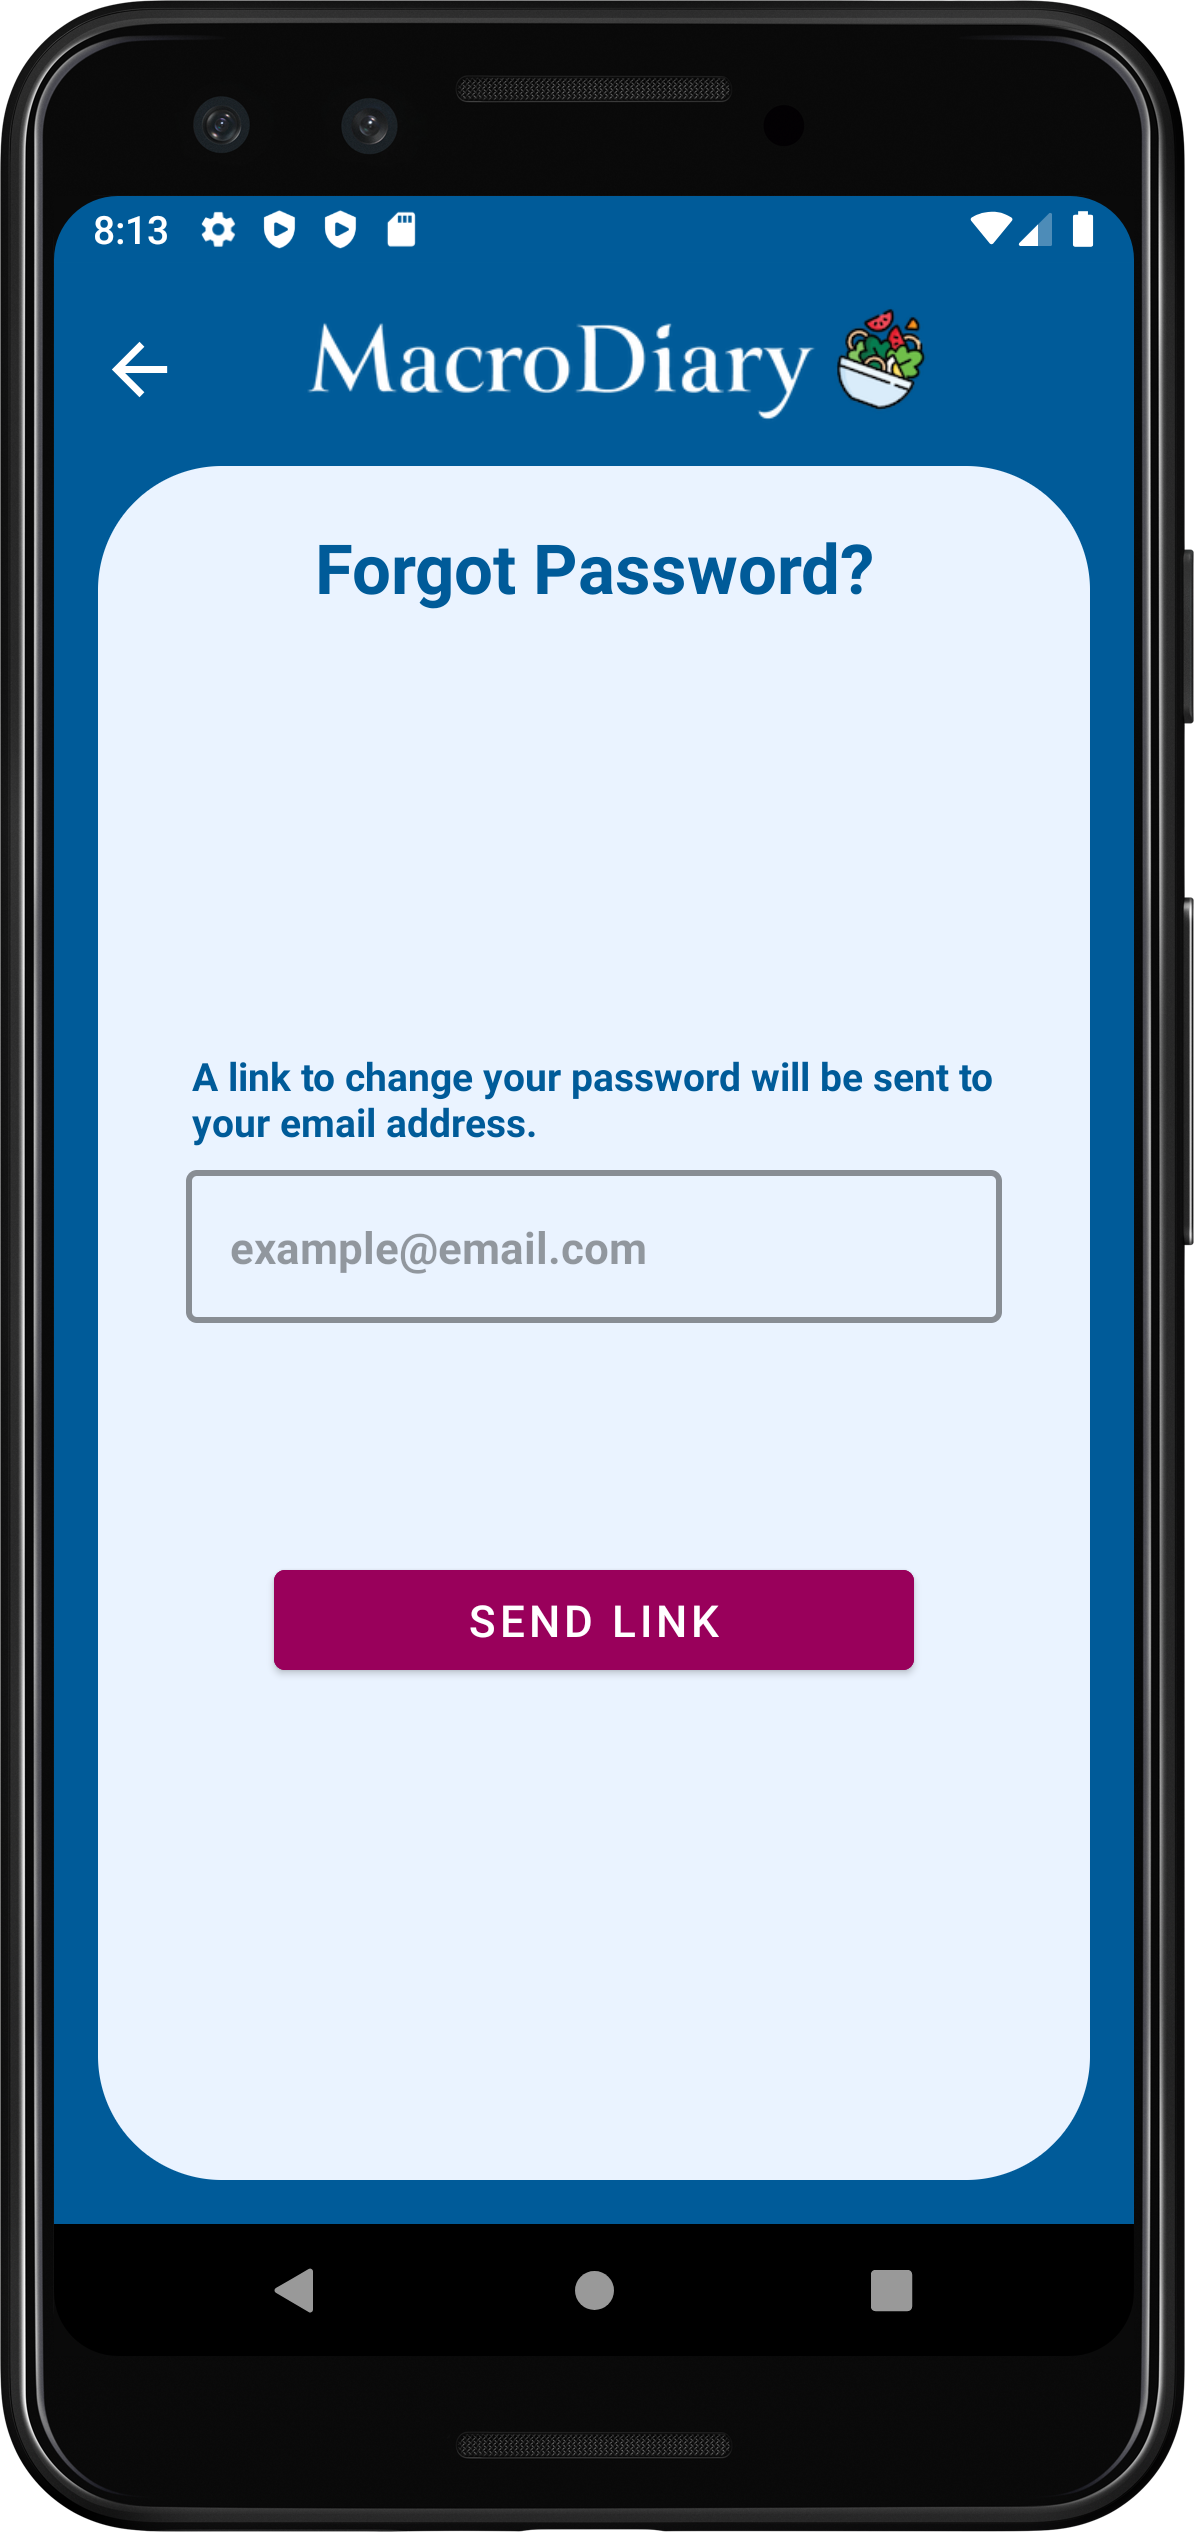 8:13
MacroDiary
Forgot Password?
A link to change your password will be sent to
your email address.
example@email.com
SEND LINK